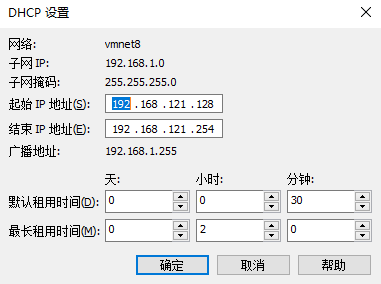 DHCP 设置
网络: vmnet8
子网 IP: 192.168.1.0
子网掩码: 255.255.255.0
起始 IP 地址(S): 192 . 168 . 121 . 128
结束 IP 地址(E): 192 . 168 . 121 . 254
广播地址: 192.168.1.255
天: 小时: 分钟:
默认租用时间(D): 0 0 30
最长租用时间(M): 0 2 0
确定 取消 帮助